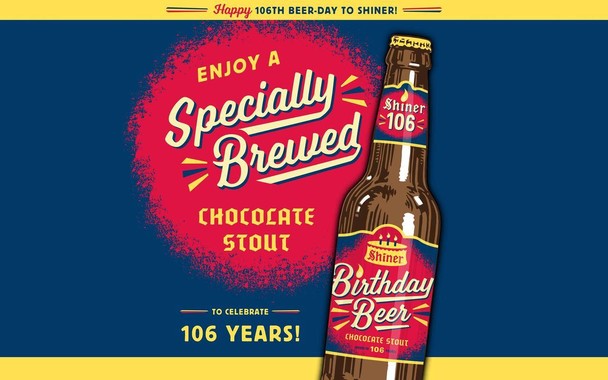 Happy 106TH BEER-DAY TO SHINER!
ENJOY A
Specially
Brewed
CHOCOLATE
STOUT
TO CELEBRATE
106 YEARS!
Shiner
106
Shiner
Birthday
Beer
CHOCOLATE STOUT
106